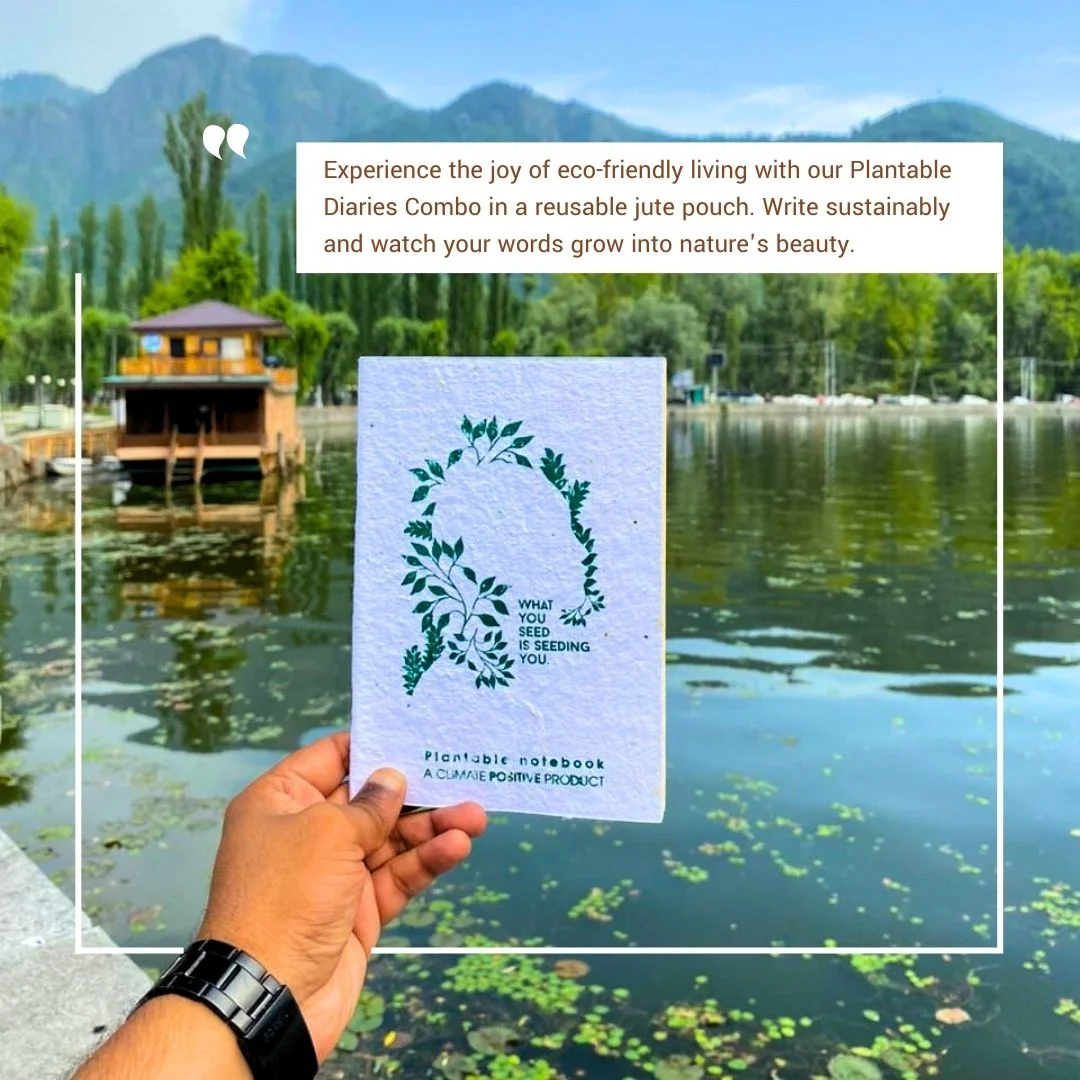 Experience the joy of eco-friendly living with our Plantable
Diaries Combo in a reusable jute pouch. Write sustainably
and watch your words grow into nature's beauty.
WHAT
YOU
SEED
IS SEEDING
YOU.
Plantable notebook
A CLIMATE POSITIVE PRODUCT